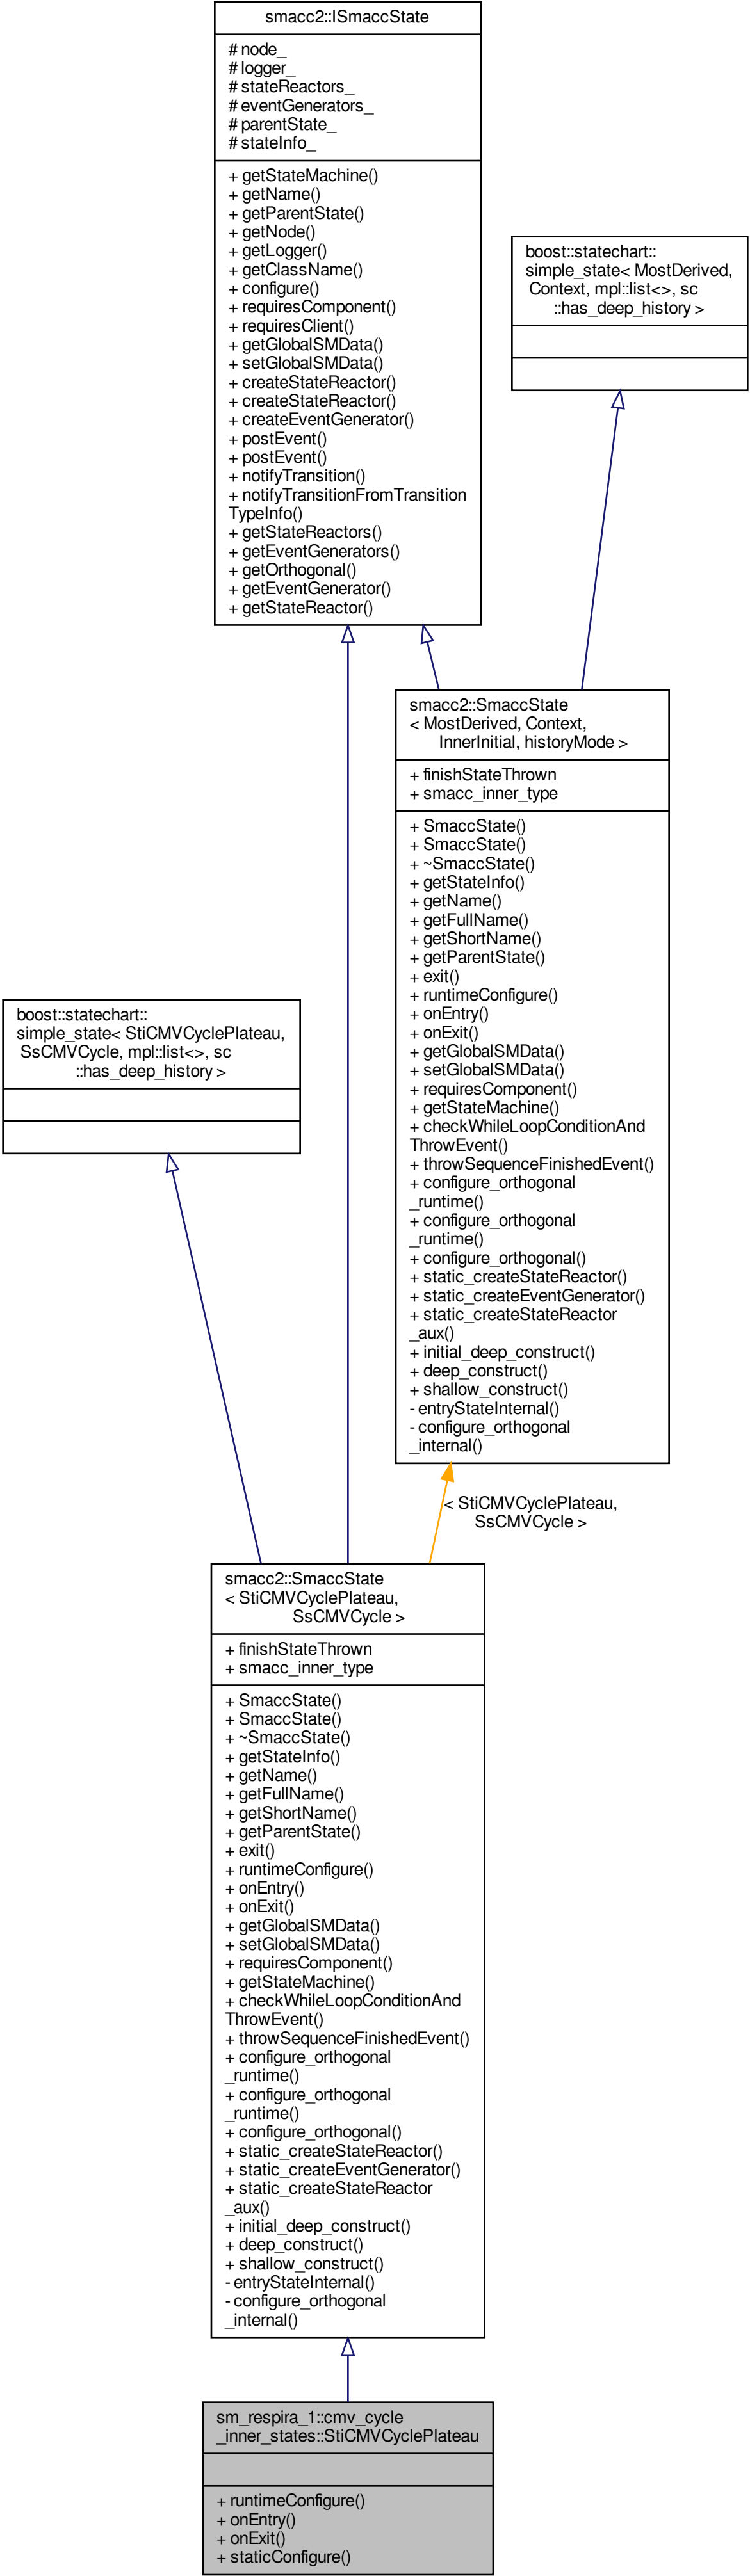 smacc2::ISmaccState
# node_
# logger_
# stateReactors_
# eventGenerators_
# parentState_
# stateInfo_
+ getStateMachine()
+ getName()
+ getParentState()
+ getNode()
+ getLogger()
+ getClassName()
+ configure()
+ requiresComponent()
+ requiresClient()
+ getGlobalSMData()
+ setGlobalSMData()
+ createStateReactor()
+ createStateReactor()
+ createEventGenerator()
+ postEvent()
+ postEvent()
+ notifyTransition()
+ notifyTransitionFromTransition
TypeInfo()
+ getStateReactors()
+ getEventGenerators()
+ getOrthogonal()
+ getEventGenerator()
+ getStateReactor()
boost::statechart::
simple_state< MostDerived,
Context, mpl::list<>, sc
::has_deep_history >
smacc2::SmaccState
< MostDerived, Context,
InnerInitial, historyMode >
+ finishStateThrown
+ smacc_inner_type
+ SmaccState()
+ SmaccState()
+ ~SmaccState()
+ getStateInfo()
+ getName()
+ getFullName()
+ getShortName()
+ getParentState()
+ exit()
+ runtimeConfigure()
+ onEntry()
+ onExit()
+ getGlobalSMData()
+ setGlobalSMData()
+ requiresComponent()
+ getStateMachine()
+ checkWhileLoopConditionAnd
ThrowEvent()
+ throwSequenceFinishedEvent()
+ configure_orthogonal
_runtime()
+ configure_orthogonal
_runtime()
+ configure_orthogonal()
+ static_createStateReactor()
+ static_createEventGenerator()
+ static_createStateReactor
_aux()
+ initial_deep_construct()
+ deep_construct()
+ shallow_construct()
- entryStateInternal()
- configure_orthogonal
_internal()
boost::statechart::
simple_state< StiCMVCyclePlateau,
SsCMVCycle, mpl::list<>, sc
::has_deep_history >
< StiCMVCyclePlateau,
SsCMVCycle >
smacc2::SmaccState
< StiCMVCyclePlateau,
SsCMVCycle >
+ finishStateThrown
+ smacc_inner_type
+ SmaccState()
+ SmaccState()
+ ~SmaccState()
+ getStateInfo()
+ getName()
+ getFullName()
+ getShortName()
+ getParentState()
+ exit()
+ runtimeConfigure()
+ onEntry()
+ onExit()
+ getGlobalSMData()
+ setGlobalSMData()
+ requiresComponent()
+ getStateMachine()
+ checkWhileLoopConditionAnd
ThrowEvent()
+ throwSequenceFinishedEvent()
+ configure_orthogonal
_runtime()
+ configure_orthogonal
_runtime()
+ configure_orthogonal()
+ static_createStateReactor()
+ static_createEventGenerator()
+ static_createStateReactor
_aux()
+ initial_deep_construct()
+ deep_construct()
+ shallow_construct()
- entryStateInternal()
- configure_orthogonal
_internal()
sm_respira_1::cmv_cycle
_inner_states::StiCMVCyclePlateau
+ runtimeConfigure()
+ onEntry()
+ onExit()
+ staticConfigure()